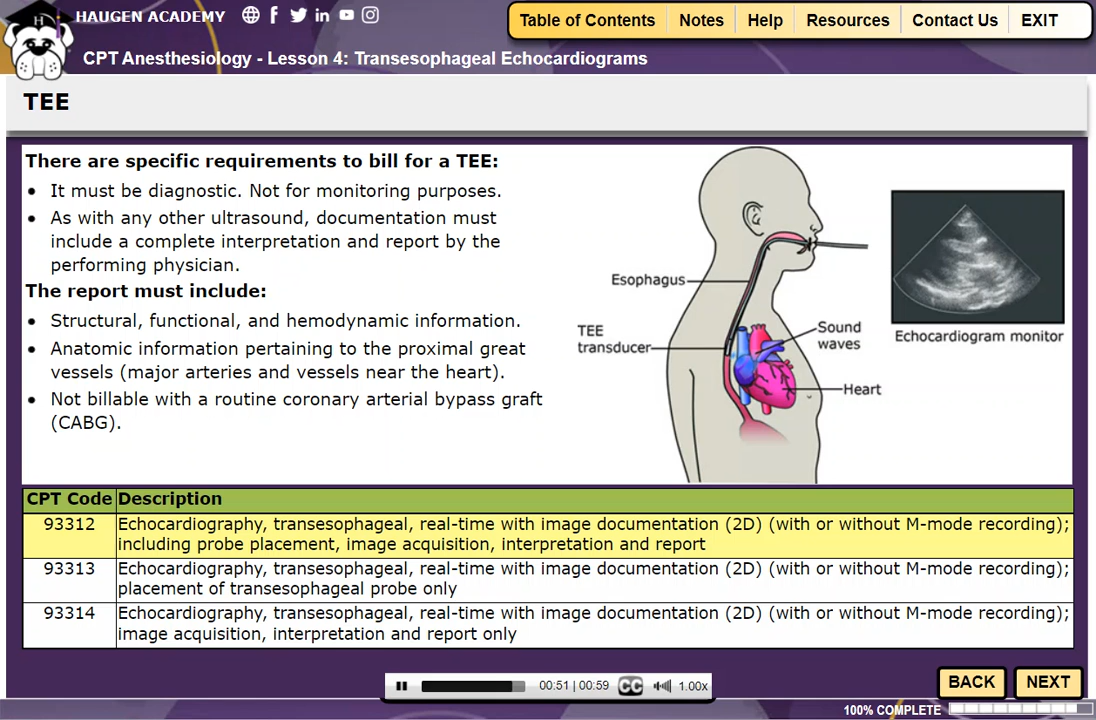 HAUGEN ACADEMY
Table of Contents Notes Help Resources Contact Us EXIT
CPT Anesthesiology - Lesson 4: Transesophageal Echocardiograms
TEE
There are specific requirements to bill for a TEE:
• It must be diagnostic. Not for monitoring purposes.
• As with any other ultrasound, documentation must
include a complete interpretation and report by the
performing physician.
The report must include:
• Structural, functional, and hemodynamic information.
• Anatomic information pertaining to the proximal great
vessels (major arteries and vessels near the heart).
• Not billable with a routine coronary arterial bypass graft
(CABG).
Esophagus
TEE
transducer
Sound
waves
Heart
Echocardiogram monitor
CPT Code Description
93312 Echocardiography, transesophageal, real-time with image documentation (2D) (with or without M-mode recording);
including probe placement, image acquisition, interpretation and report
93313 Echocardiography, transesophageal, real-time with image documentation (2D) (with or without M-mode recording);
placement of transesophageal probe only
93314 Echocardiography, transesophageal, real-time with image documentation (2D) (with or without M-mode recording);
image acquisition, interpretation and report only
00:51 | 00:59 CC 1.00x
BACK NEXT
100% COMPLETE